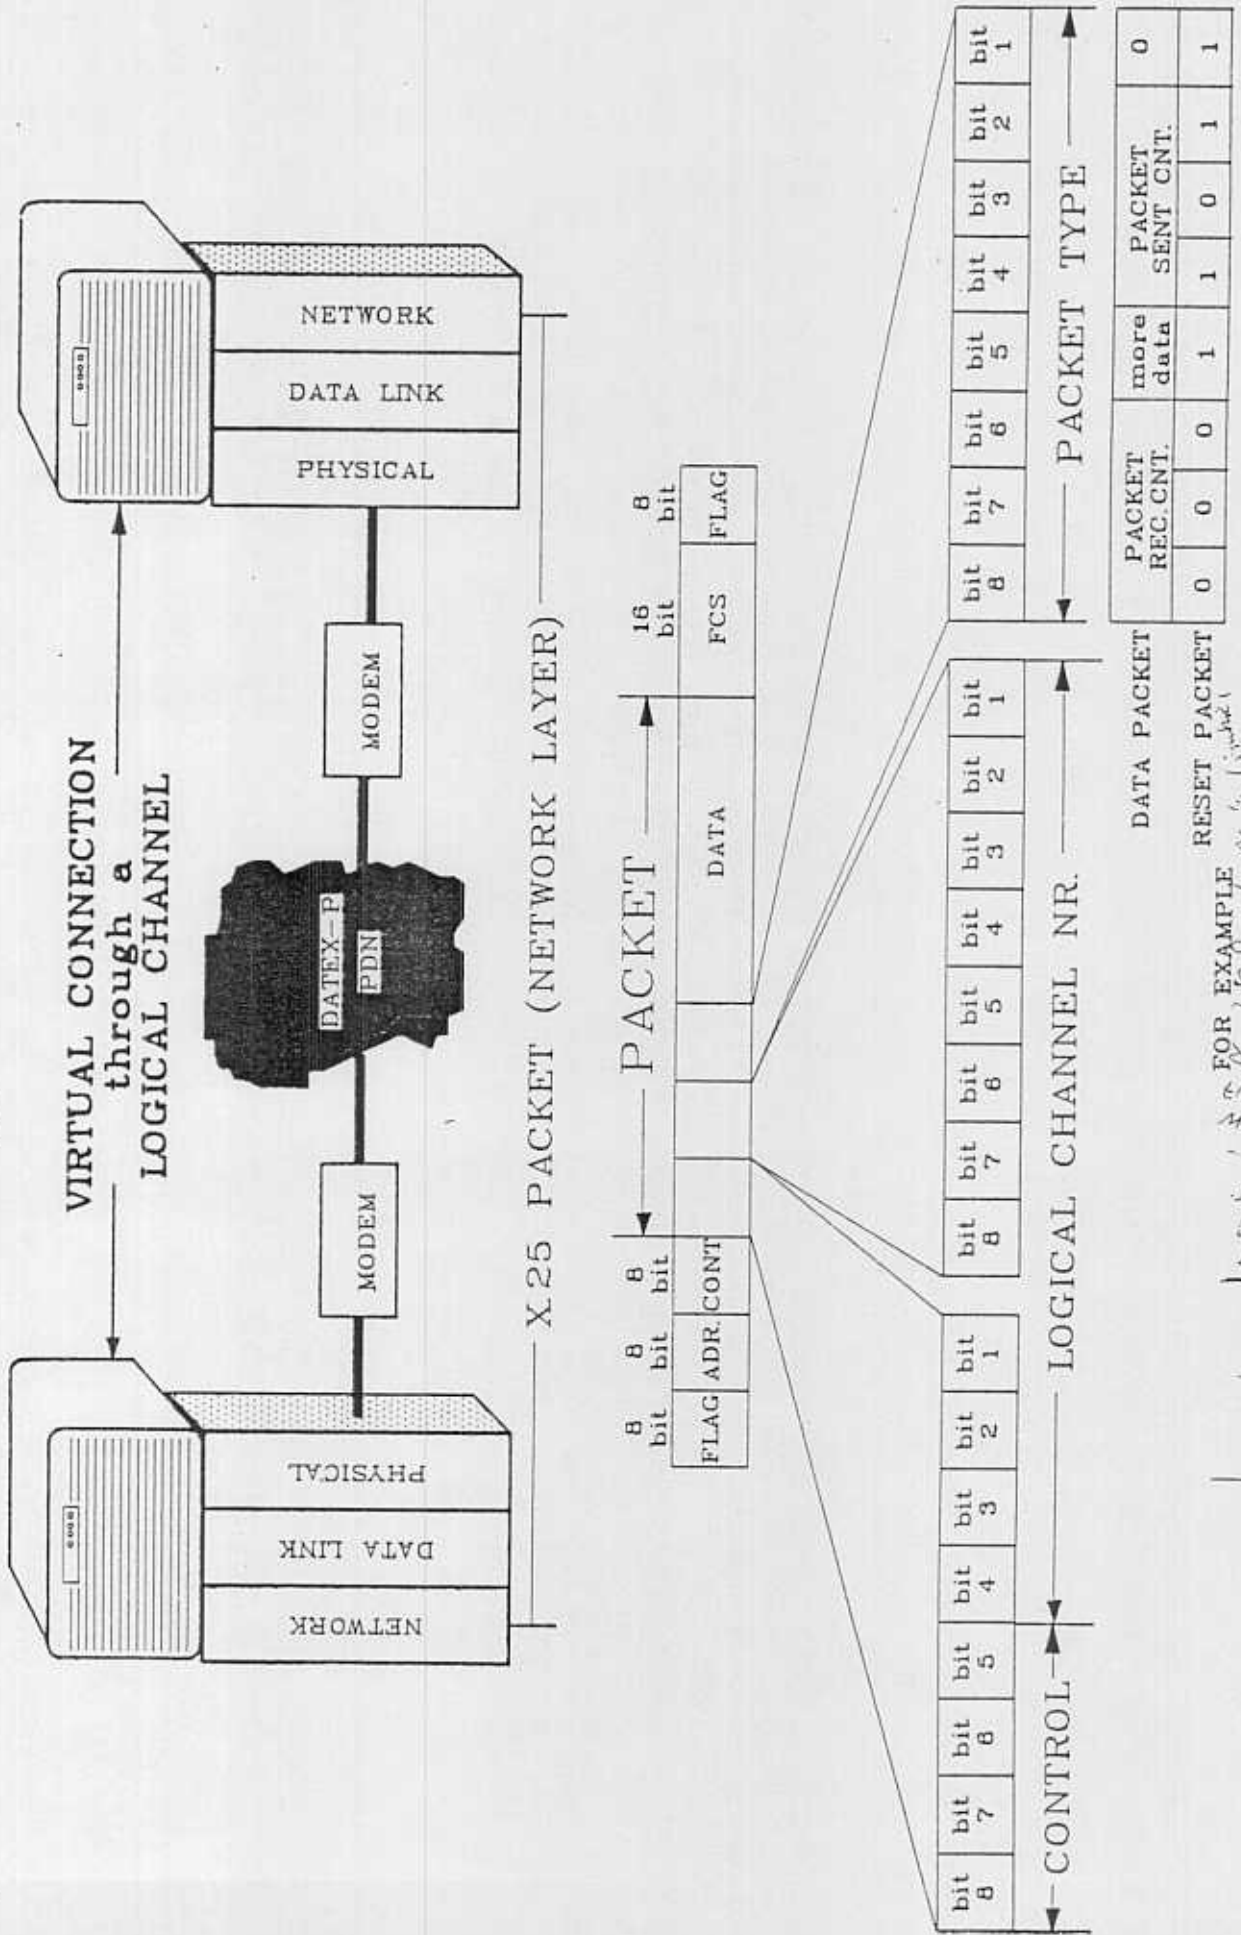 VIRTUAL CONNECTION
through a
LOGICAL CHANNEL
NETWORK
DATA LINK
PHYSICAL
MODEM
DATEX-P
PDN
MODEM
PHYSICAL
DATA LINK
NETWORK
X.25 PACKET (NETWORK LAYER)
PACKET
8 8 8 16 8
bit bit bit bit bit
FLAG ADR. CONT DATA FCS FLAG
bit bit bit bit bit bit bit bit
8 7 6 5 4 3 2 1
bit bit bit bit bit bit bit bit
8 7 6 5 4 3 2 1
bit bit bit bit bit bit bit bit
8 7 6 5 4 3 2 1
CONTROL
LOGICAL CHANNEL NR.
PACKET TYPE
DATA PACKET
PACKET
REC.CNT.
more
data
PACKET
SENT CNT.
0
RESET PACKET
0 0 0 1 1 0 1 1
FOR EXAMPLE